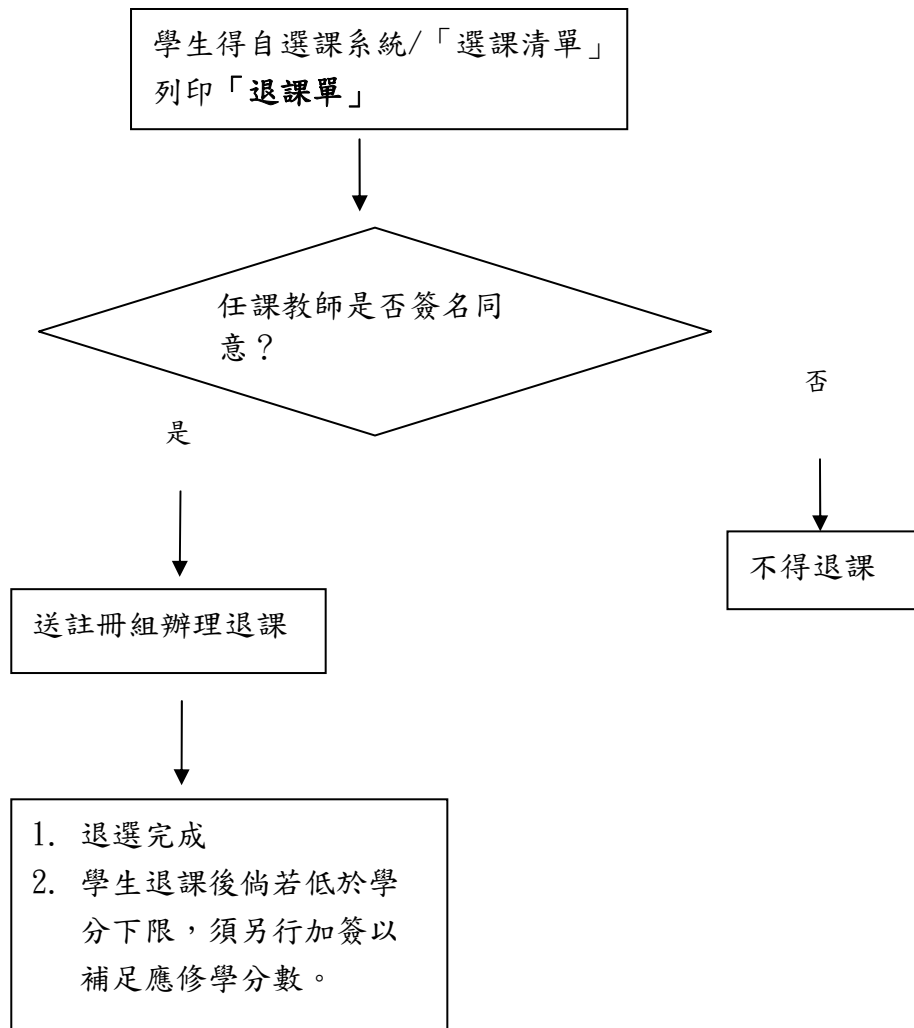 學生得自選課系統/「選課清單」
列印「退課單」
任課教師是否簽名同
意？
否
是
不得退課
送註冊組辦理退課
1. 退選完成
2. 學生退課後倘若低於學
分下限，須另行加簽以
補足應修學分數。